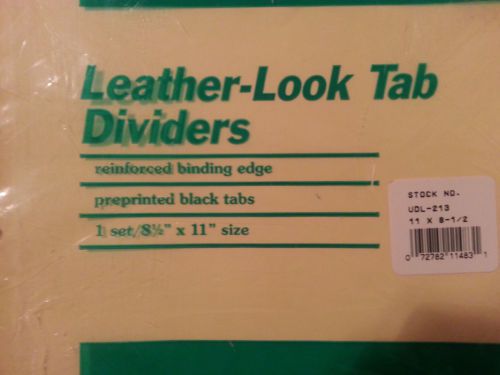 Leather-Look Tab
Dividers
reinforced binding edge
preprinted black tabs
1 set/8½" x 11" size
STOCK NO.
UDL-213
11 X 8-1/2
0 72782 11483 1